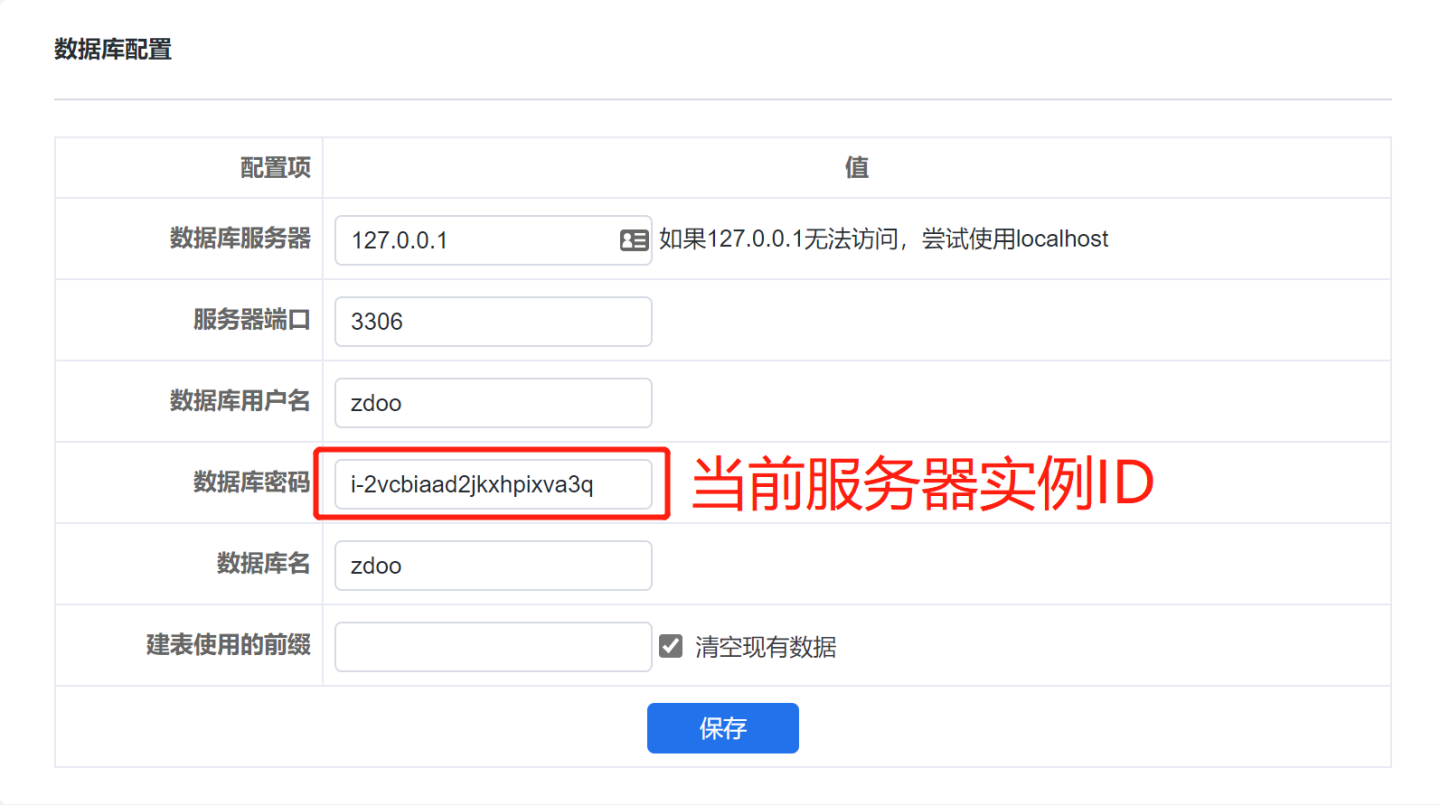 数据库配置
配置项 值
数据库服务器 127.0.0.1 如果127.0.0.1无法访问，尝试使用localhost
服务器端口 3306
数据库用户名 zdoo
数据库密码 i-2vcbiaad2jkxhpixva3q 当前服务器实例ID
数据库名 zdoo
建表使用的前缀 清空现有数据
保存